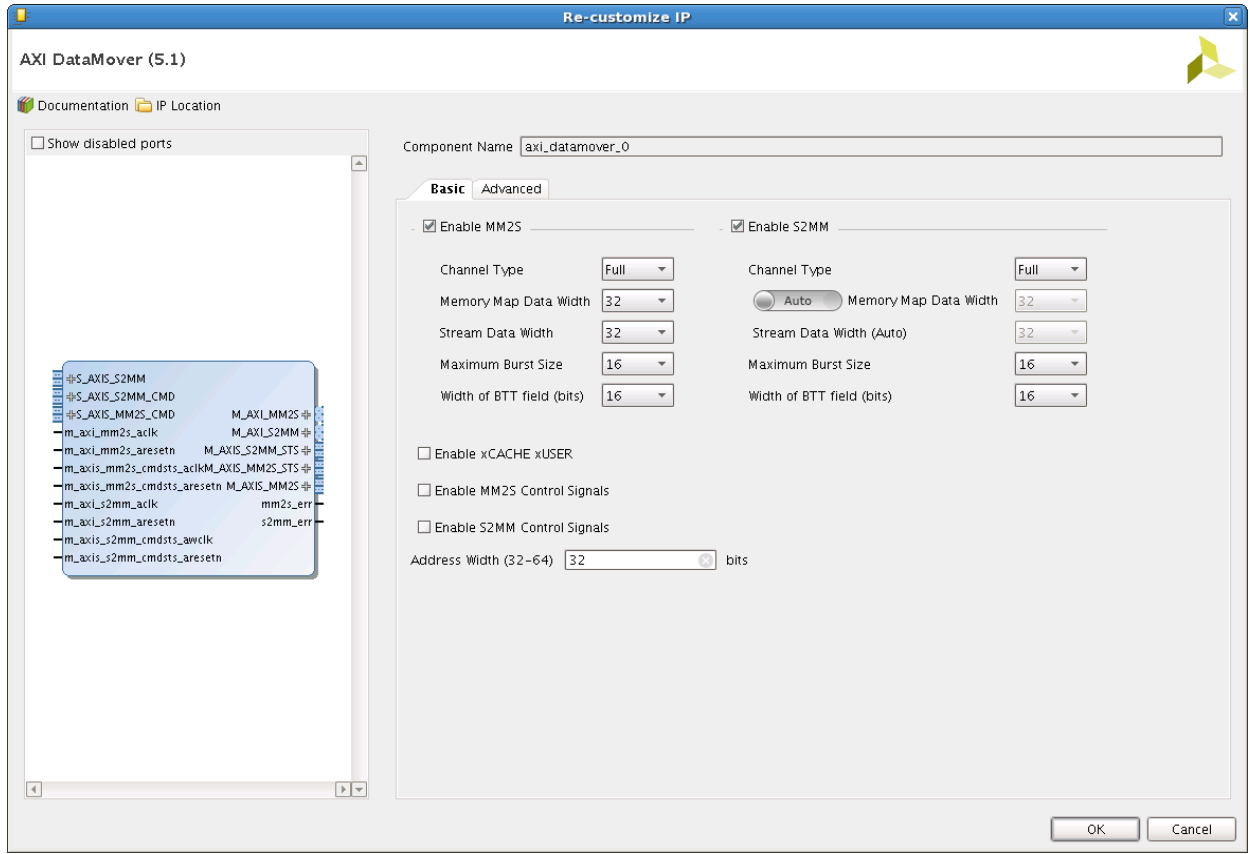 Re-customize IP
AXI DataMover (5.1)
Documentation IP Location
Show disabled ports
S_AXIS_S2MM
S_AXIS_S2MM_CMD
S_AXIS_MM2S_CMD M_AXI_MM2S
m_axi_mm2s_aclk M_AXI_S2MM
m_axi_mm2s_aresetn M_AXIS_S2MM_STS
m_axis_mm2s_cmdsts_aclk M_AXIS_MM2S_STS
m_axis_mm2s_cmdsts_aresetn M_AXIS_MM2S
m_axi_s2mm_aclk mm2s_err
m_axi_s2mm_aresetn s2mm_err
m_axis_s2mm_cmdsts_awclk
m_axis_s2mm_cmdsts_aresetn
Component Name axi_datamover_0
Basic Advanced
Enable MM2S Enable S2MM
Channel Type Full Channel Type Full
Memory Map Data Width 32 Auto Memory Map Data Width 32
Stream Data Width 32 Stream Data Width (Auto) 32
Maximum Burst Size 16 Maximum Burst Size 16
Width of BTT field (bits) 16 Width of BTT field (bits) 16
Enable xCACHE xUSER
Enable MM2S Control Signals
Enable S2MM Control Signals
Address Width (32-64) 32 bits
OK Cancel